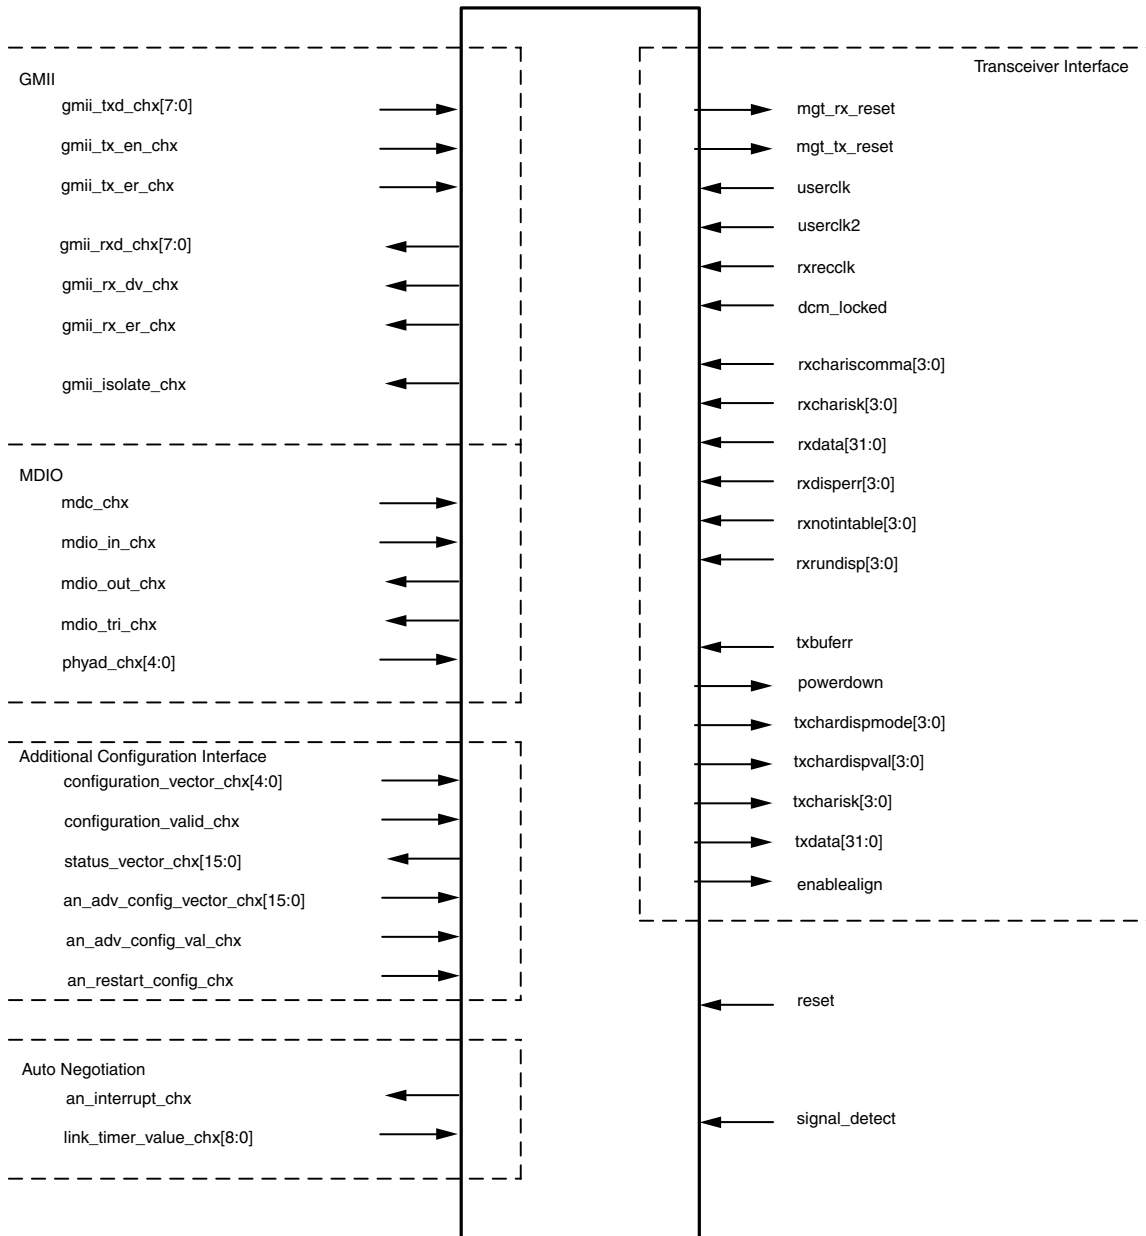 GMII
gmii_txd_chx[7:0]
gmii_tx_en_chx
gmii_tx_er_chx
gmii_rxd_chx[7:0]
gmii_rx_dv_chx
gmii_rx_er_chx
gmii_isolate_chx
MDIO
mdc_chx
mdio_in_chx
mdio_out_chx
mdio_tri_chx
phyad_chx[4:0]
Additional Configuration Interface
configuration_vector_chx[4:0]
configuration_valid_chx
status_vector_chx[15:0]
an_adv_config_vector_chx[15:0]
an_adv_config_val_chx
an_restart_config_chx
Auto Negotiation
an_interrupt_chx
link_timer_value_chx[8:0]
Transceiver Interface
mgt_rx_reset
mgt_tx_reset
userclk
userclk2
rxrecclk
dcm_locked
rxchariscomma[3:0]
rxcharisk[3:0]
rxdata[31:0]
rxdisperr[3:0]
rxnotintable[3:0]
rxrundisp[3:0]
txbuferr
powerdown
txchardispmode[3:0]
txchardispval[3:0]
txcharisk[3:0]
txdata[31:0]
enablealign
reset
signal_detect